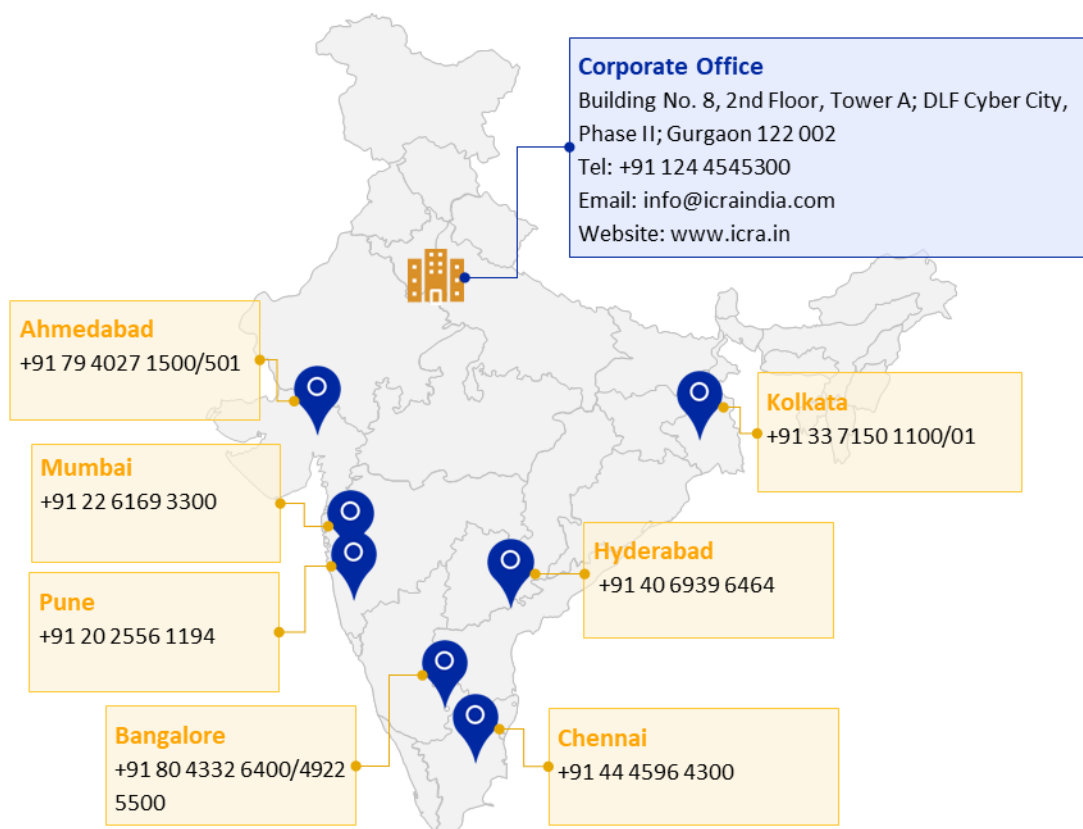 Corporate Office
Building No. 8, 2nd Floor, Tower A; DLF Cyber City,
Phase II; Gurgaon 122 002
Tel: +91 124 4545300
Email: info@icraindia.com
Website: www.icra.in
Ahmedabad
+91 79 4027 1500/501
Kolkata
+91 33 7150 1100/01
Mumbai
+91 22 6169 3300
Hyderabad
+91 40 6939 6464
Pune
+91 20 2556 1194
Bangalore
+91 80 4332 6400/4922
5500
Chennai
+91 44 4596 4300